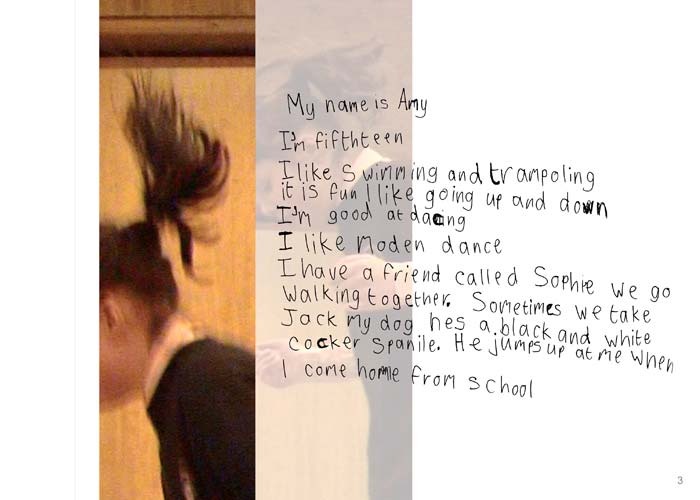 My name is Amy
I'm fifthteen
I like Swimming and trampoling
it is fun I like going up and down
I'm good at dacing
I like Moden dance
I have a friend called Sophie we go
walking together. Sometimes we take
Jack my dog, hes a black and white
cocker Spanile. He jumps up at me when
I come home from school
3